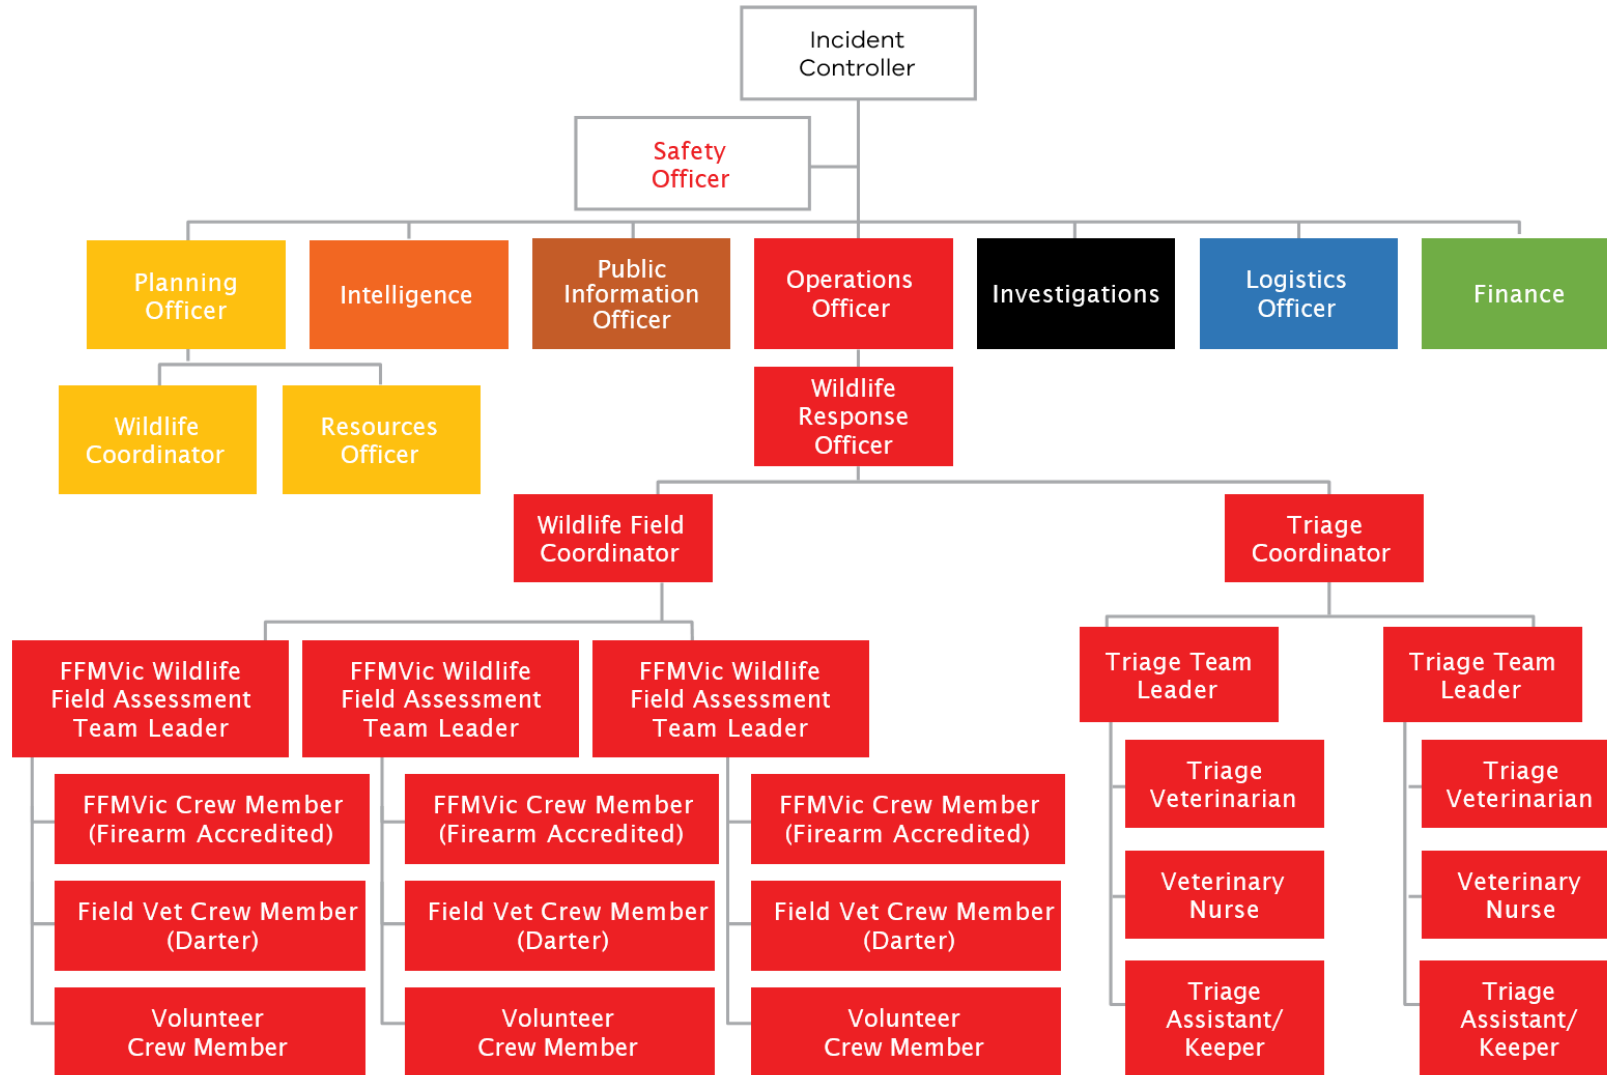 Incident
Controller
Safety
Officer
Planning
Officer
Intelligence
Public
Information
Officer
Operations
Officer
Investigations
Logistics
Officer
Finance
Wildlife
Coordinator
Resources
Officer
Wildlife
Response
Officer
Wildlife Field
Coordinator
Triage
Coordinator
FFMVic Wildlife
Field Assessment
Team Leader
FFMVic Wildlife
Field Assessment
Team Leader
FFMVic Wildlife
Field Assessment
Team Leader
Triage Team
Leader
Triage Team
Leader
FFMVic Crew Member
(Firearm Accredited)
FFMVic Crew Member
(Firearm Accredited)
FFMVic Crew Member
(Firearm Accredited)
Triage
Veterinarian
Triage
Veterinarian
Field Vet Crew Member
(Darter)
Field Vet Crew Member
(Darter)
Field Vet Crew Member
(Darter)
Veterinary
Nurse
Veterinary
Nurse
Volunteer
Crew Member
Volunteer
Crew Member
Volunteer
Crew Member
Triage
Assistant/
Keeper
Triage
Assistant/
Keeper